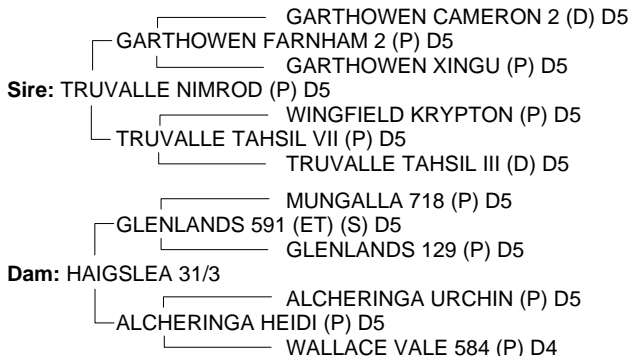 GARTHOWEN CAMERON 2 (D) D5
GARTHOWEN FARNHAM 2 (P) D5
GARTHOWEN XINGU (P) D5
Sire: TRUVALLE NIMROD (P) D5
WINGFIELD KRYPTON (P) D5
TRUVALLE TAHSIL VII (P) D5
TRUVALLE TAHSIL III (D) D5
MUNGALLA 718 (P) D5
GLENLANDS 591 (ET) (S) D5
GLENLANDS 129 (P) D5
Dam: HAIGSLEA 31/3
ALCHERINGA URCHIN (P) D5
ALCHERINGA HEIDI (P) D5
WALLACE VALE 584 (P) D4